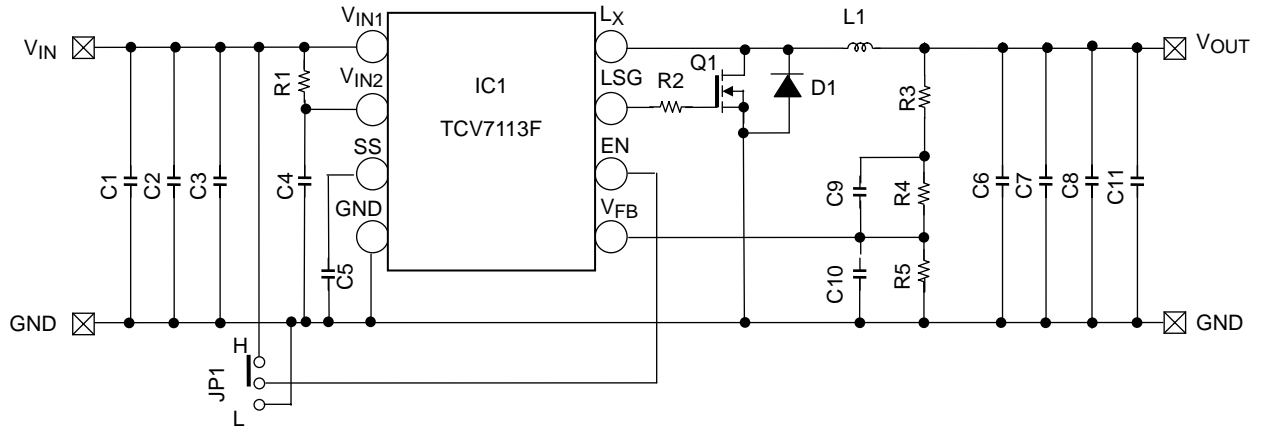 VIN
GND
C1
C2
C3
R1
C4
C5
VIN1
VIN2
SS
GND
IC1
TCV7113F
LX
LSG
EN
VFB
R2
Q1
D1
L1
R3
C9
R4
C10
R5
C6
C7
C8
C11
VOUT
GND
H
JP1
L